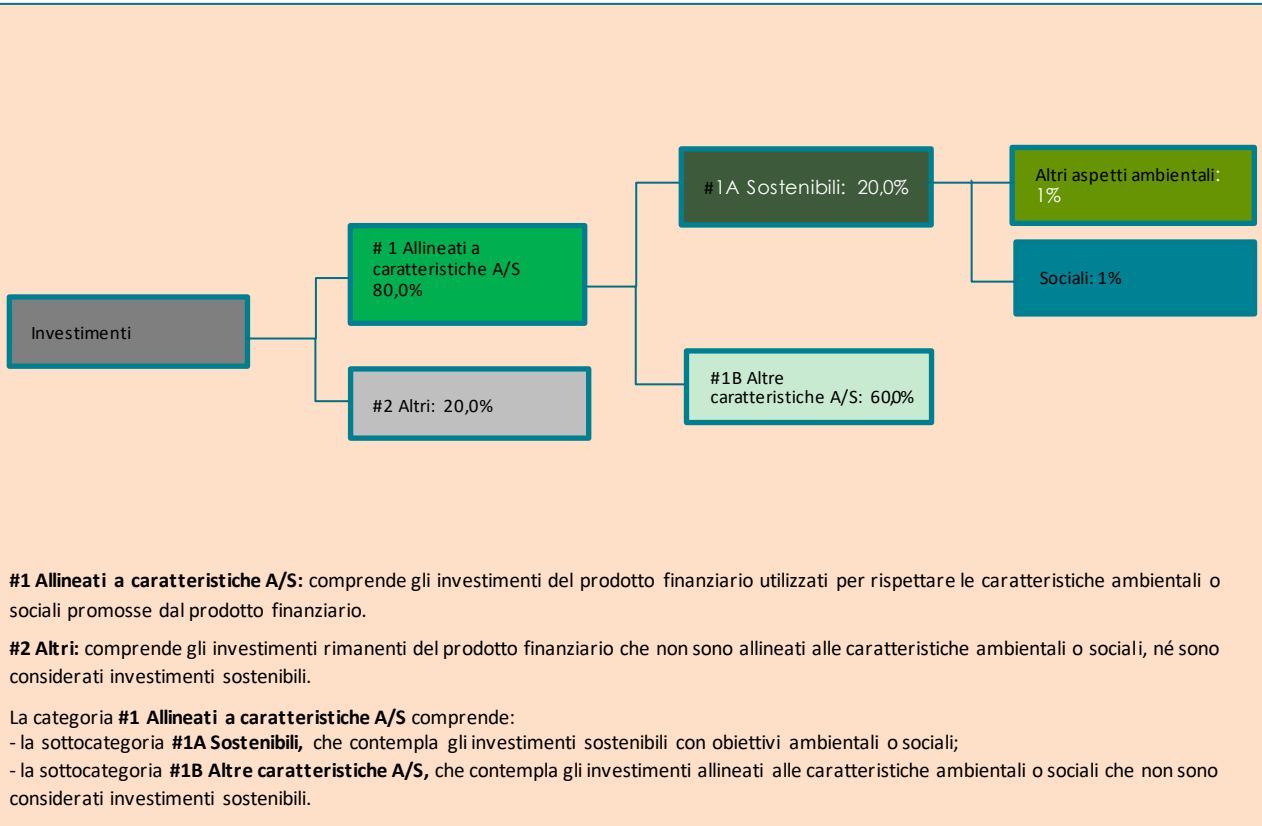 #1A Sostenibili: 20,0%
Altri aspetti ambientali:
1%
# 1 Allineati a
caratteristiche A/S
80,0%
Sociali: 1%
Investimenti
#1B Altre
caratteristiche A/S: 60,0%
#2 Altri: 20,0%
#1 Allineati a caratteristiche A/S: comprende gli investimenti del prodotto finanziario utilizzati per rispettare le caratteristiche ambientali o
sociali promosse dal prodotto finanziario.
#2 Altri: comprende gli investimenti rimanenti del prodotto finanziario che non sono allineati alle caratteristiche ambientali o sociali, né sono
considerati investimenti sostenibili.
La categoria #1 Allineati a caratteristiche A/S comprende:
- la sottocategoria #1A Sostenibili, che contempla gli investimenti sostenibili con obiettivi ambientali o sociali;
- la sottocategoria #1B Altre caratteristiche A/S, che contempla gli investimenti allineati alle caratteristiche ambientali o sociali che non sono
considerati investimenti sostenibili.